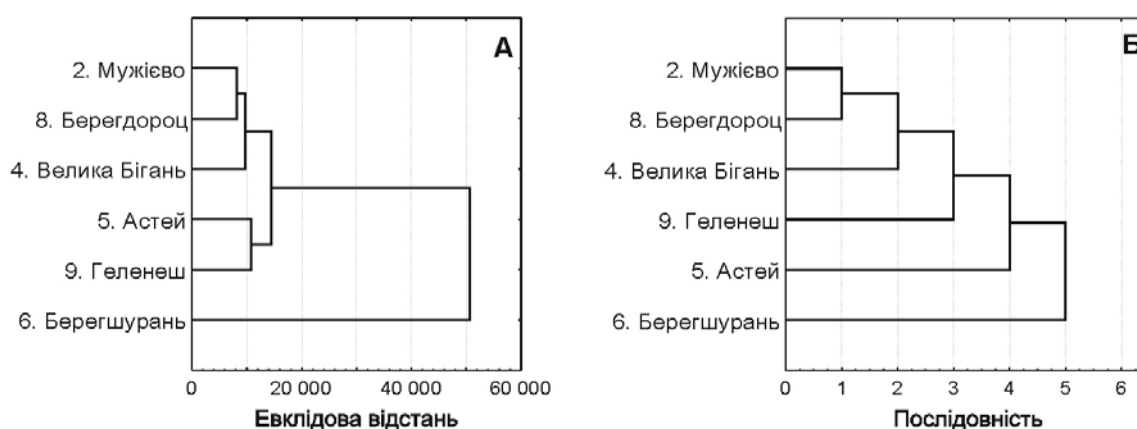 А
2. Мужієво
8. Берегдороц
4. Велика Бігань
5. Астей
9. Геленеш
6. Берегшурань
0 20 000 40 000 60 000
Евклідова відстань
Б
2. Мужієво
8. Берегдороц
4. Велика Бігань
9. Геленеш
5. Астей
6. Берегшурань
0 1 2 3 4 5 6
Послідовність